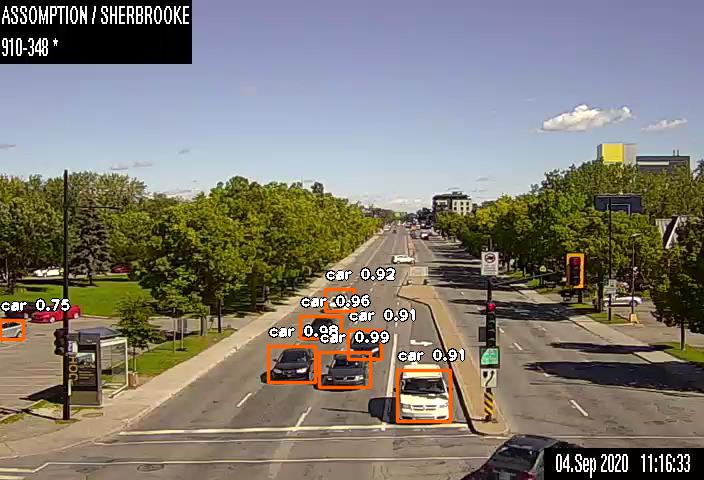 ASSOMPTION / SHERBROOKE
910-348 *
car 0.92
car 0.75
car 0.96
car 0.91
car 0.98
car 0.99
car 0.91
04.Sep 2020 11:16:33